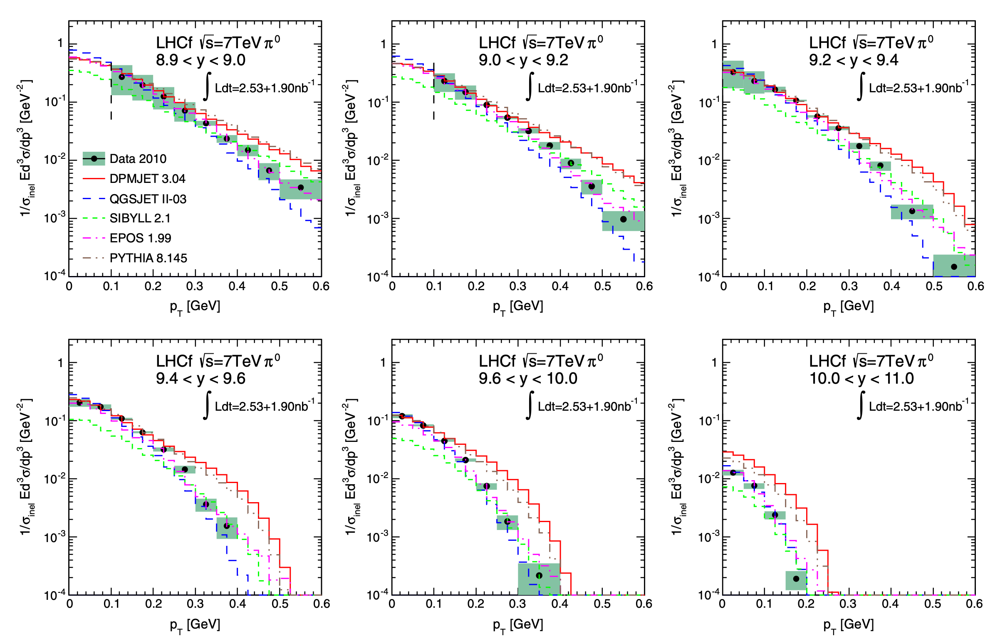 LHCf √s=7TeV π⁰
8.9 < y < 9.0
∫ Ldt=2.53+1.90nb⁻¹
1/σ_inel Ed³σ/dp³ [GeV⁻²]
1
10⁻¹
10⁻²
10⁻³
10⁻⁴
Data 2010
DPMJET 3.04
QGSJET II-03
SIBYLL 2.1
EPOS 1.99
PYTHIA 8.145
0 0.1 0.2 0.3 0.4 0.5 0.6
p_T [GeV]
LHCf √s=7TeV π⁰
9.0 < y < 9.2
∫ Ldt=2.53+1.90nb⁻¹
1/σ_inel Ed³σ/dp³ [GeV⁻²]
1
10⁻¹
10⁻²
10⁻³
10⁻⁴
0 0.1 0.2 0.3 0.4 0.5 0.6
p_T [GeV]
LHCf √s=7TeV π⁰
9.2 < y < 9.4
∫ Ldt=2.53+1.90nb⁻¹
1/σ_inel Ed³σ/dp³ [GeV⁻²]
1
10⁻¹
10⁻²
10⁻³
10⁻⁴
0 0.1 0.2 0.3 0.4 0.5 0.6
p_T [GeV]
LHCf √s=7TeV π⁰
9.4 < y < 9.6
∫ Ldt=2.53+1.90nb⁻¹
1/σ_inel Ed³σ/dp³ [GeV⁻²]
1
10⁻¹
10⁻²
10⁻³
10⁻⁴
0 0.1 0.2 0.3 0.4 0.5 0.6
p_T [GeV]
LHCf √s=7TeV π⁰
9.6 < y < 10.0
∫ Ldt=2.53+1.90nb⁻¹
1/σ_inel Ed³σ/dp³ [GeV⁻²]
1
10⁻¹
10⁻²
10⁻³
10⁻⁴
0 0.1 0.2 0.3 0.4 0.5 0.6
p_T [GeV]
LHCf √s=7TeV π⁰
10.0 < y < 11.0
∫ Ldt=2.53+1.90nb⁻¹
1/σ_inel Ed³σ/dp³ [GeV⁻²]
1
10⁻¹
10⁻²
10⁻³
10⁻⁴
0 0.1 0.2 0.3 0.4 0.5 0.6
p_T [GeV]